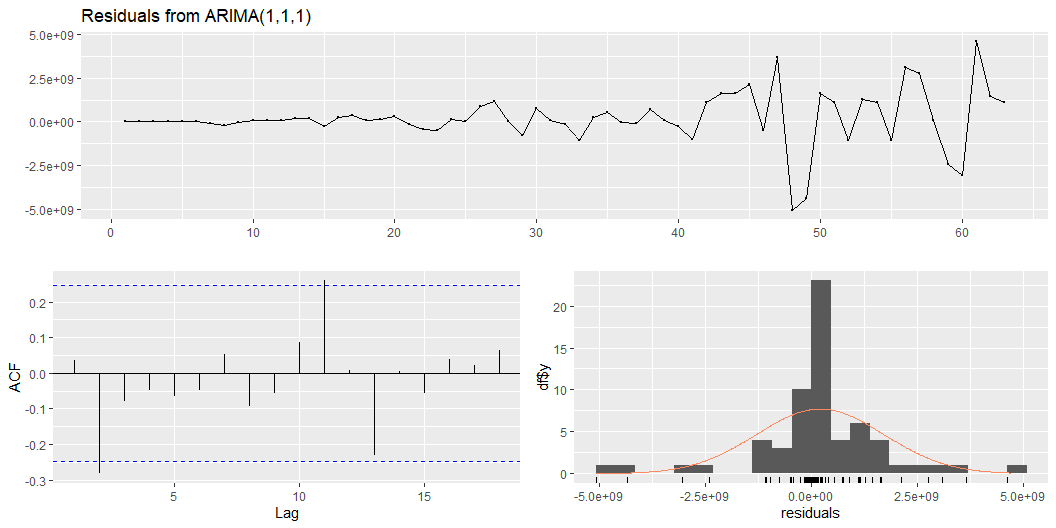 Residuals from ARIMA(1,1,1)
5.0e+09
2.5e+09
0.0e+00
-2.5e+09
-5.0e+09
0 10 20 30 40 50 60
ACF
0.2
0.1
0.0
-0.1
-0.2
-0.3
5 10 15
Lag
df$y
20
15
10
5
0
-5.0e+09 -2.5e+09 0.0e+00 2.5e+09 5.0e+09
residuals